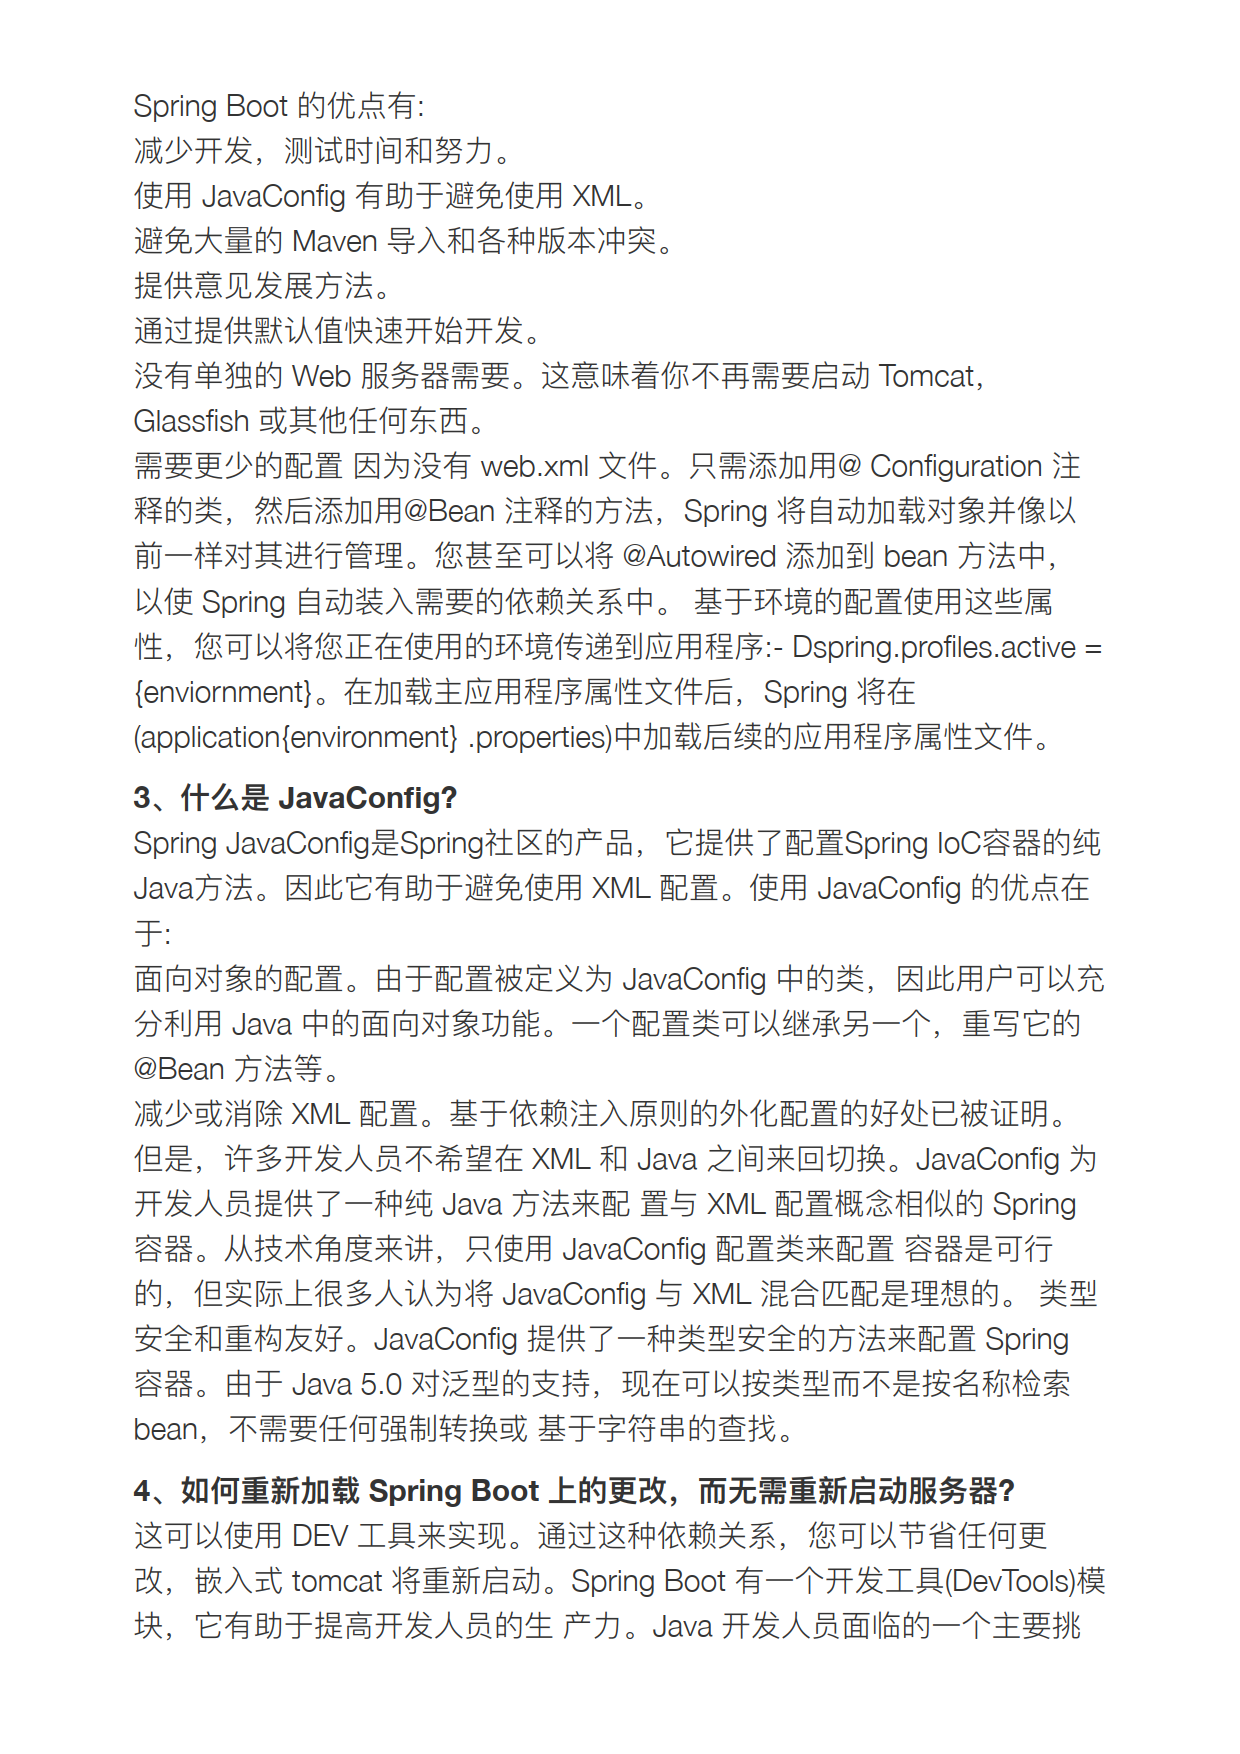 Spring Boot 的优点有:
减少开发，测试时间和努力。
使用 JavaConfig 有助于避免使用 XML。
避免大量的 Maven 导入和各种版本冲突。
提供意见发展方法。
通过提供默认值快速开始开发。
没有单独的 Web 服务器需要。这意味着你不再需要启动 Tomcat，
Glassfish 或其他任何东西。
需要更少的配置 因为没有 web.xml 文件。只需添加用@ Configuration 注
释的类，然后添加用@Bean 注释的方法，Spring 将自动加载对象并像以
前一样对其进行管理。您甚至可以将 @Autowired 添加到 bean 方法中，
以使 Spring 自动装入需要的依赖关系中。 基于环境的配置使用这些属
性，您可以将您正在使用的环境传递到应用程序:- Dspring.profiles.active =
{enviornment}。在加载主应用程序属性文件后，Spring 将在
(application{environment} .properties)中加载后续的应用程序属性文件。
3、什么是 JavaConfig?
Spring JavaConfig是Spring社区的产品，它提供了配置Spring IoC容器的纯
Java方法。因此它有助于避免使用 XML 配置。使用 JavaConfig 的优点在
于:
面向对象的配置。由于配置被定义为 JavaConfig 中的类，因此用户可以充
分利用 Java 中的面向对象功能。一个配置类可以继承另一个，重写它的
@Bean 方法等。
减少或消除 XML 配置。基于依赖注入原则的外化配置的好处已被证明。
但是，许多开发人员不希望在 XML 和 Java 之间来回切换。JavaConfig 为
开发人员提供了一种纯 Java 方法来配 置与 XML 配置概念相似的 Spring
容器。从技术角度来讲，只使用 JavaConfig 配置类来配置 容器是可行
的，但实际上很多人认为将 JavaConfig 与 XML 混合匹配是理想的。 类型
安全和重构友好。JavaConfig 提供了一种类型安全的方法来配置 Spring
容器。由于 Java 5.0 对泛型的支持，现在可以按类型而不是按名称检索
bean，不需要任何强制转换或 基于字符串的查找。
4、如何重新加载 Spring Boot 上的更改，而无需重新启动服务器?
这可以使用 DEV 工具来实现。通过这种依赖关系，您可以节省任何更
改，嵌入式 tomcat 将重新启动。Spring Boot 有一个开发工具(DevTools)模
块，它有助于提高开发人员的生 产力。Java 开发人员面临的一个主要挑